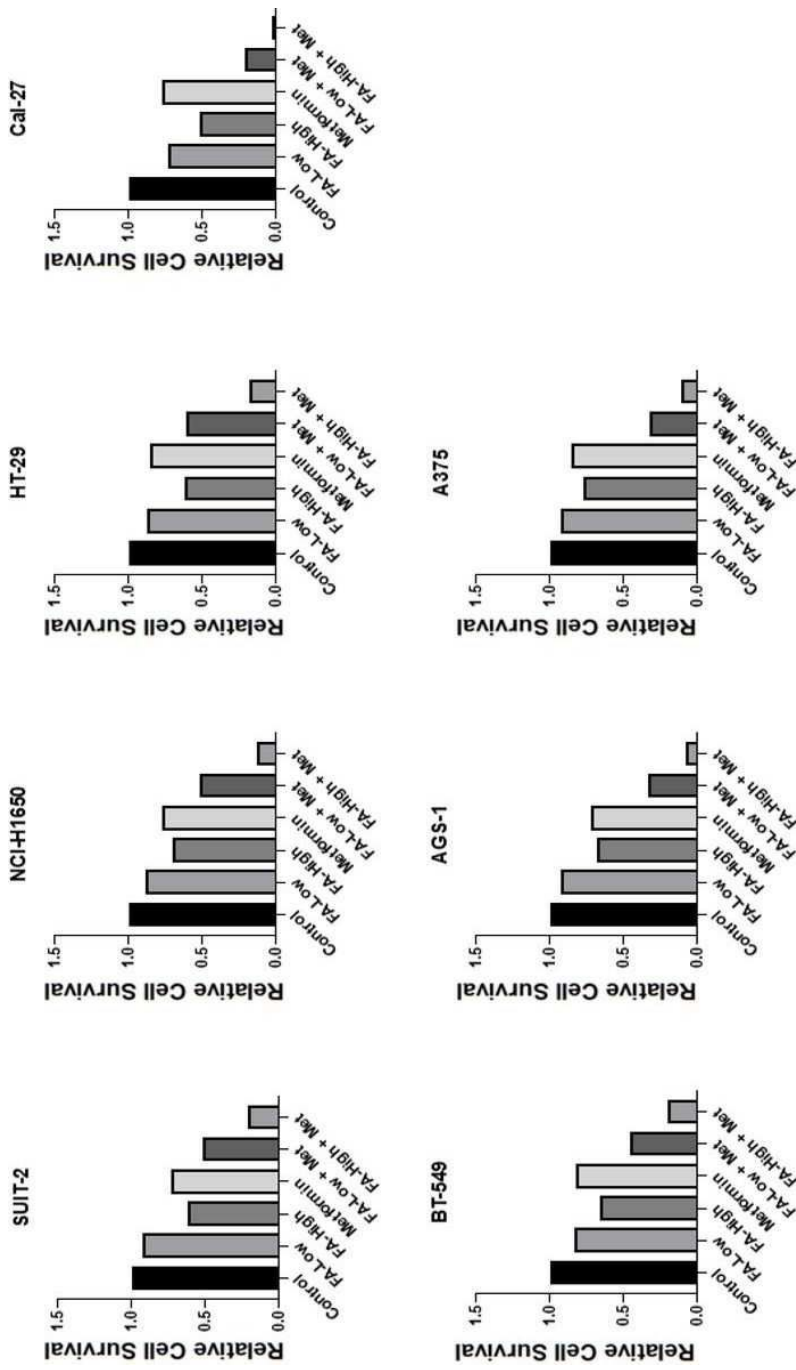 SUIT-2
Relative Cell Survival
1.5
1.0
0.5
0.0
Control
FA-Low
FA-High
Metformin
FA-Low + Met
FA-High + Met
NCI-H1650
Relative Cell Survival
1.5
1.0
0.5
0.0
Control
FA-Low
FA-High
Metformin
FA-Low + Met
FA-High + Met
HT-29
Relative Cell Survival
1.5
1.0
0.5
0.0
Control
FA-Low
FA-High
Metformin
FA-Low + Met
FA-High + Met
Cal-27
Relative Cell Survival
1.5
1.0
0.5
0.0
Control
FA-Low
FA-High
Metformin
FA-Low + Met
FA-High + Met
BT-549
Relative Cell Survival
1.5
1.0
0.5
0.0
Control
FA-Low
FA-High
Metformin
FA-Low + Met
FA-High + Met
AGS-1
Relative Cell Survival
1.5
1.0
0.5
0.0
Control
FA-Low
FA-High
Metformin
FA-Low + Met
FA-High + Met
A375
Relative Cell Survival
1.5
1.0
0.5
0.0
Control
FA-Low
FA-High
Metformin
FA-Low + Met
FA-High + Met